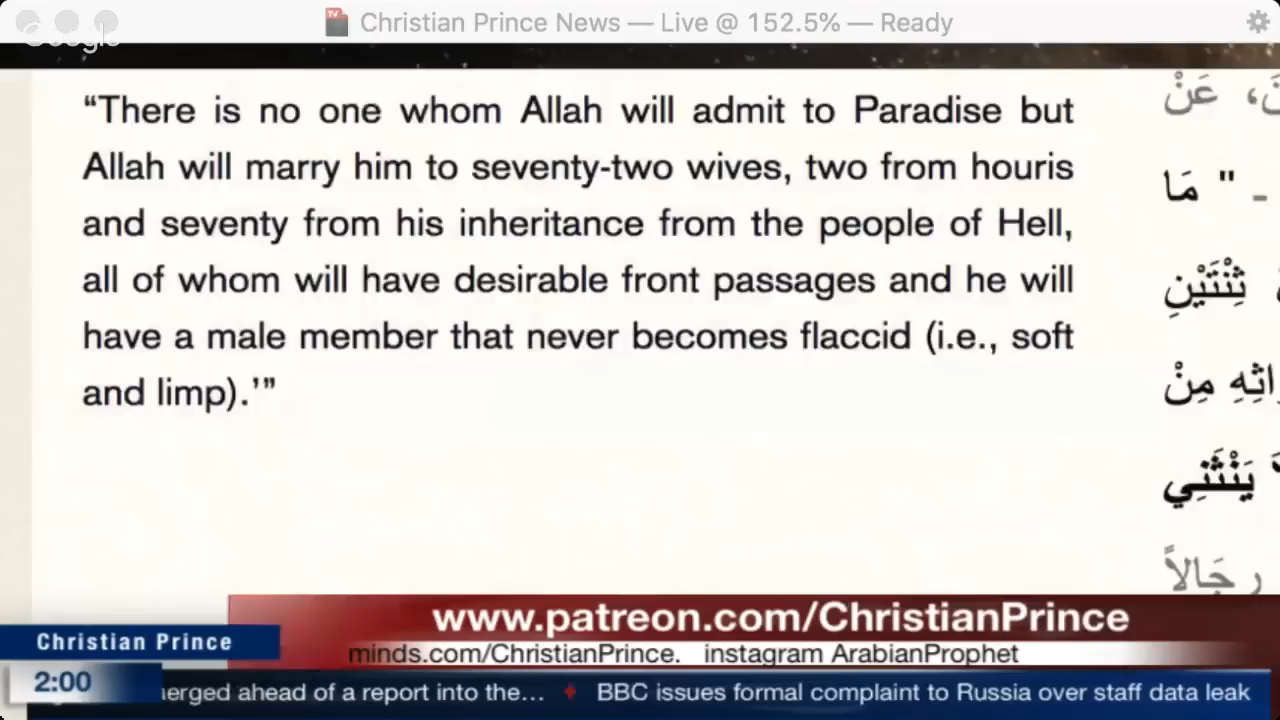 Christian Prince News — Live @ 152.5% — Ready
Google
“There is no one whom Allah will admit to Paradise but
Allah will marry him to seventy-two wives, two from houris
and seventy from his inheritance from the people of Hell,
all of whom will have desirable front passages and he will
have a male member that never becomes flaccid (i.e., soft
and limp).’”
عَنْ
‏- " مَا
ثِنْتَيْنِ
مِنْ
يَنْثَنِي
رِجَالاً
www.patreon.com/ChristianPrince
minds.com/ChristianPrince. instagram ArabianProphet
Christian Prince
2:00
ahead of a report into the... BBC issues formal complaint to Russia over staff data leak